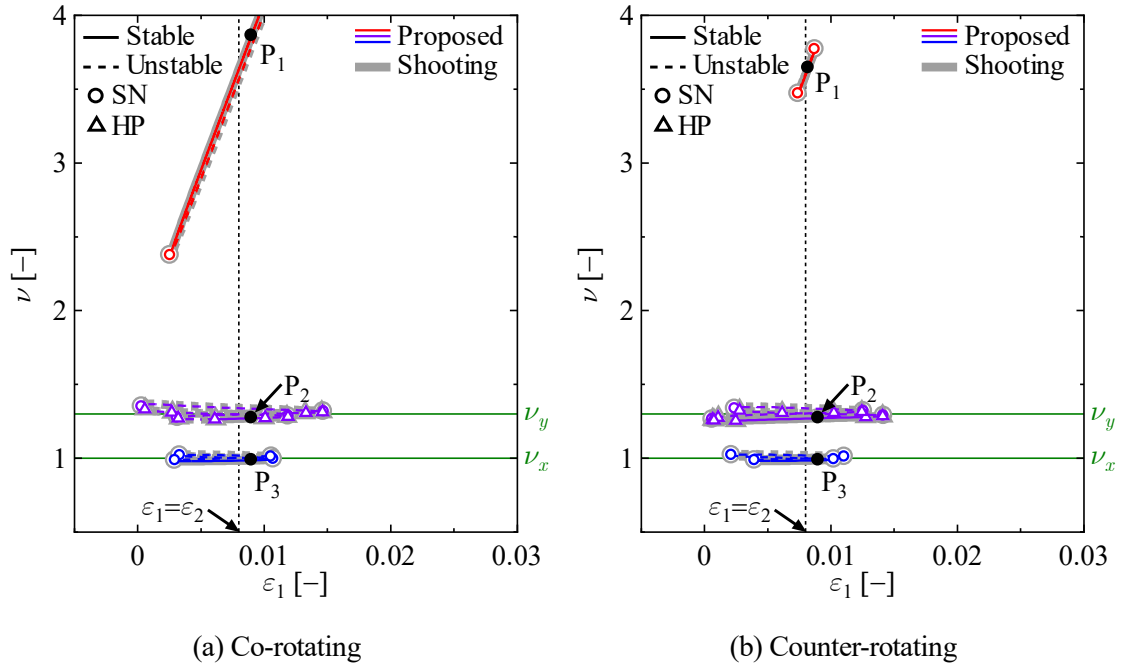 4
3
2
1
ν [−]
Stable
Unstable
SN
HP
Proposed
Shooting
P1
P2
P3
ε1=ε2
νy
νx
0
0.01
0.02
0.03
ε1 [−]
(a) Co-rotating
4
3
2
1
ν [−]
Stable
Unstable
SN
HP
Proposed
Shooting
P1
P2
P3
ε1=ε2
νy
νx
0
0.01
0.02
0.03
ε1 [−]
(b) Counter-rotating